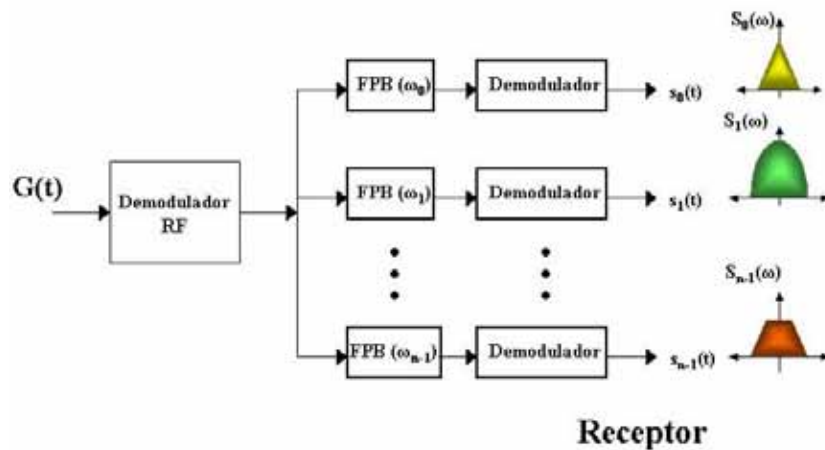 S₀(ω)
FPB (ω₀)
Demodulador
s₀(t)
S₁(ω)
G(t)
Demodulador
RF
FPB (ω₁)
Demodulador
s₁(t)
Sₙ₋₁(ω)
FPB (ωₙ₋₁)
Demodulador
sₙ₋₁(t)
Receptor